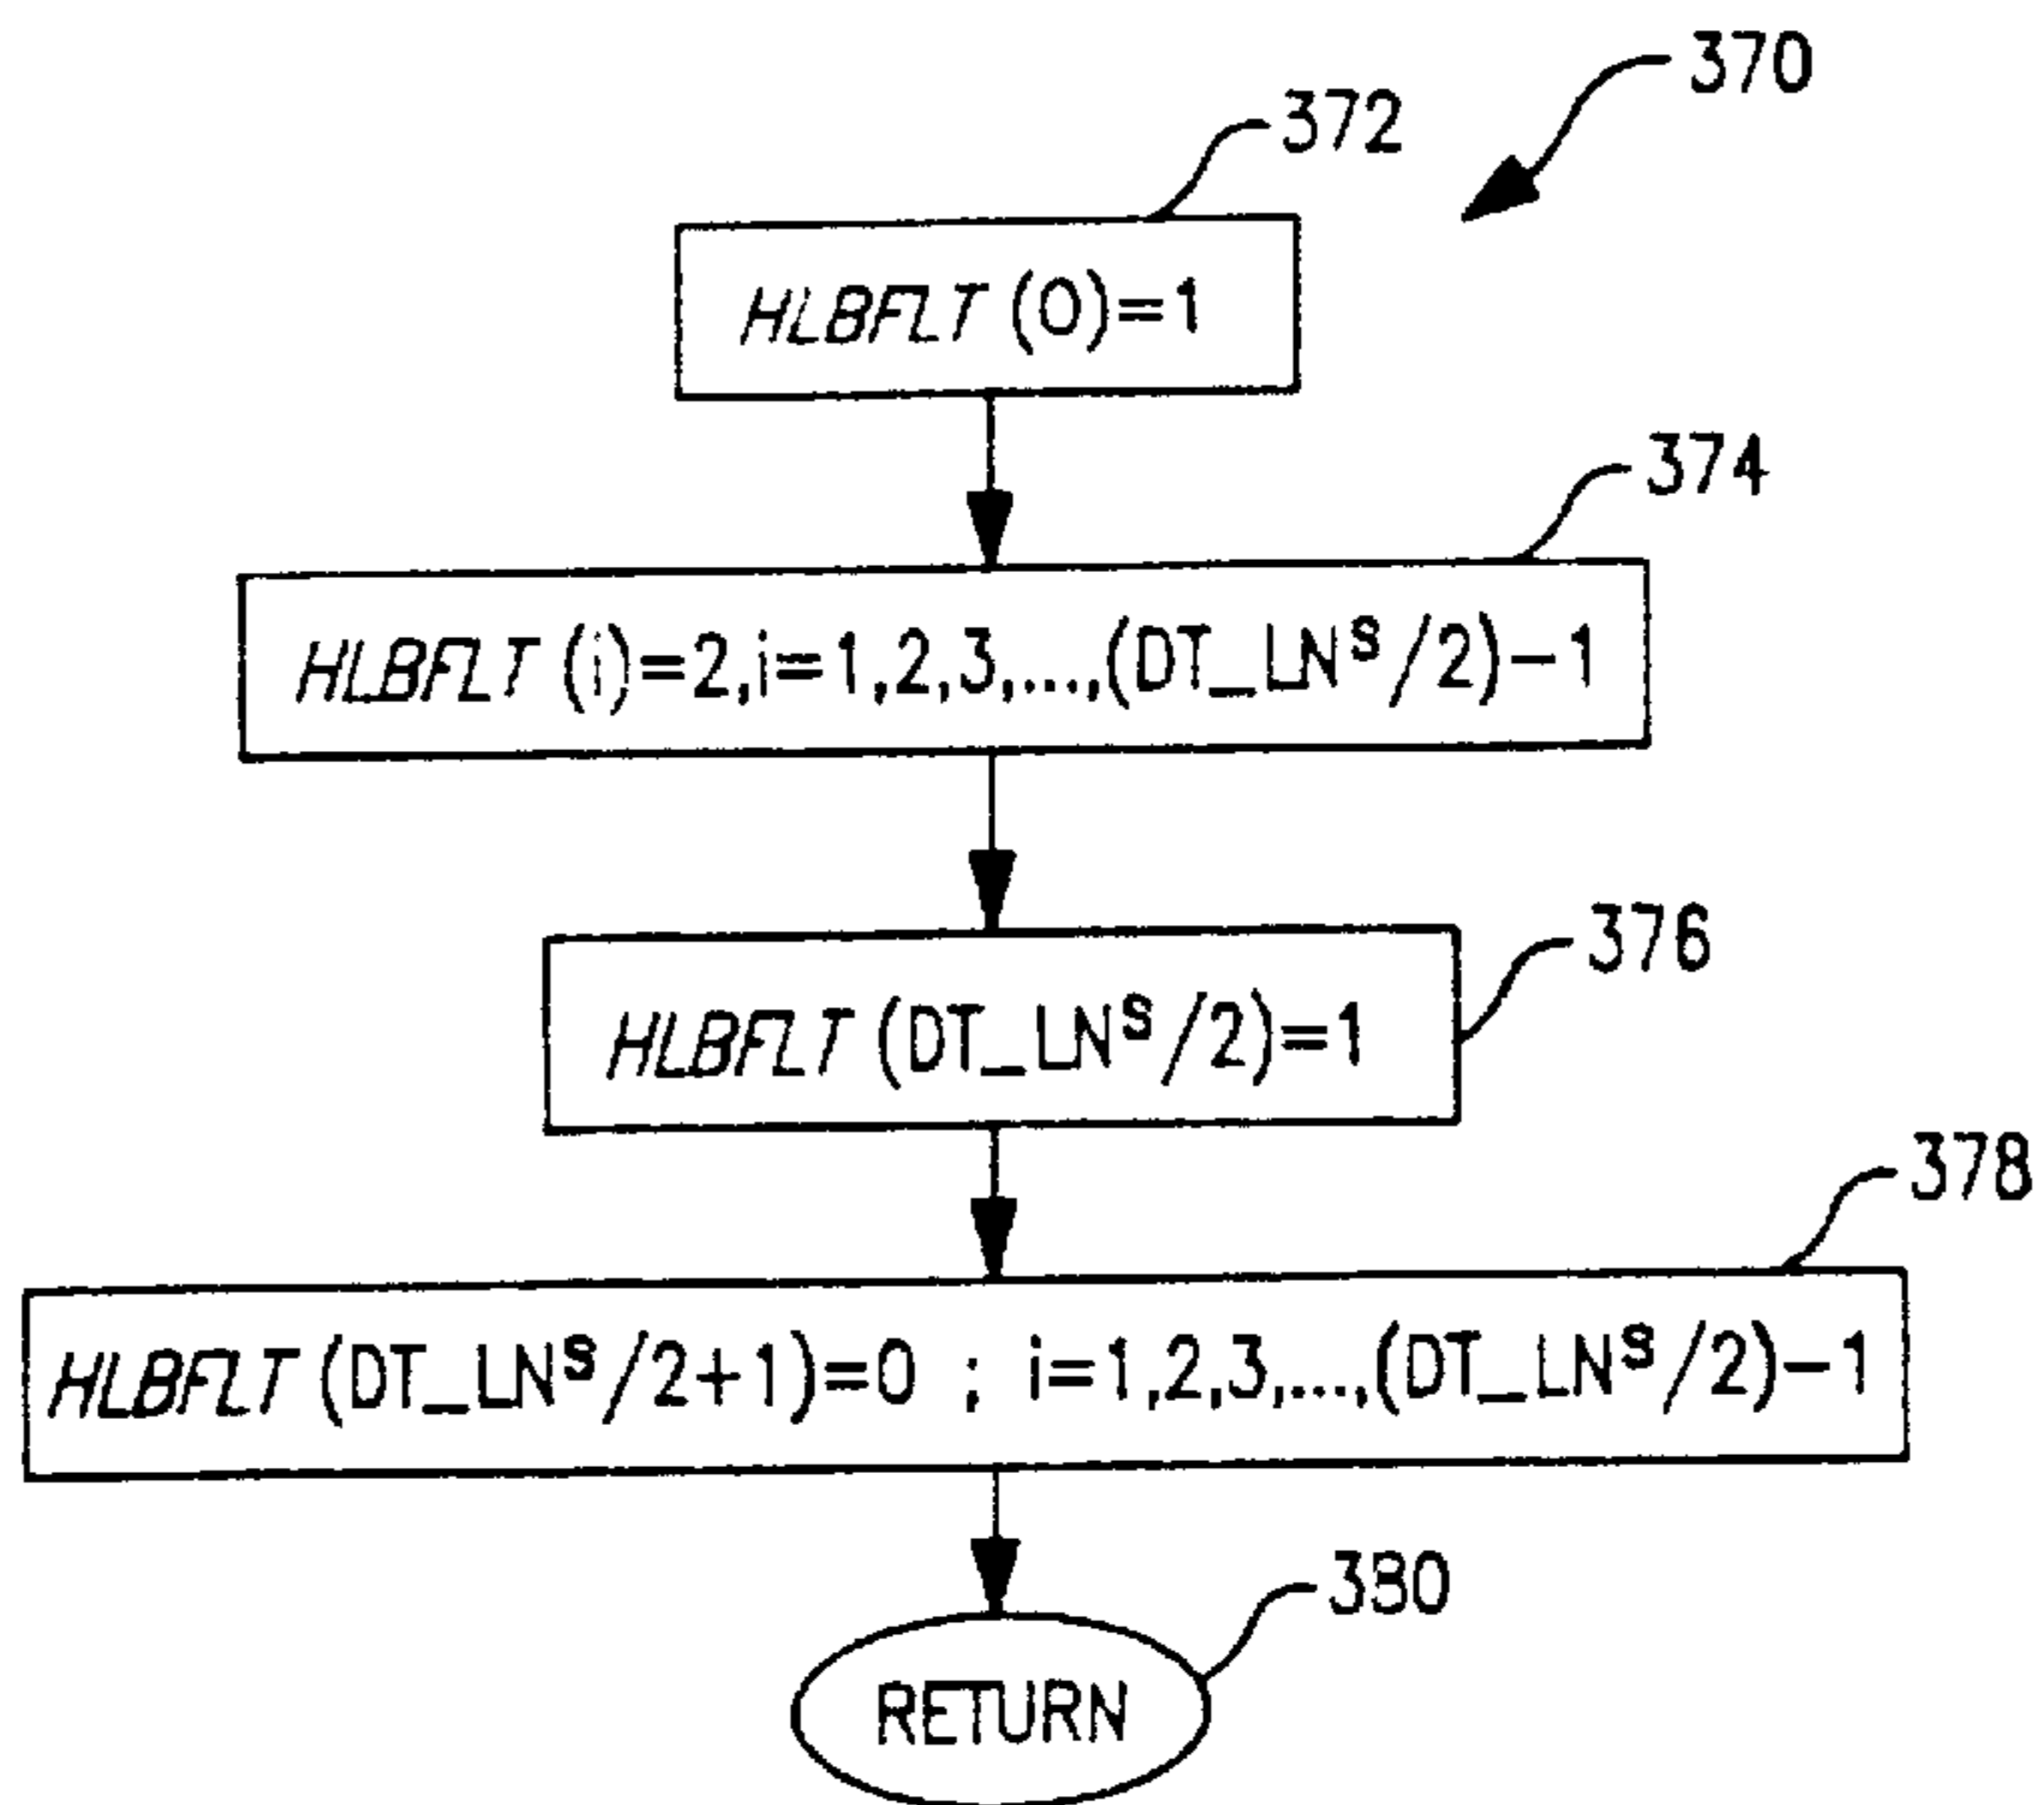 370
372
HLBFLT (0)=1
374
HLBFLT (i)=2,i=1,2,3,...,(DT_LNˢ/2)-1
376
HLBFLT (DT_LNˢ/2)=1
378
HLBFLT (DT_LNˢ/2+1)=0 ; i=1,2,3,...,(DT_LNˢ/2)-1
380
RETURN